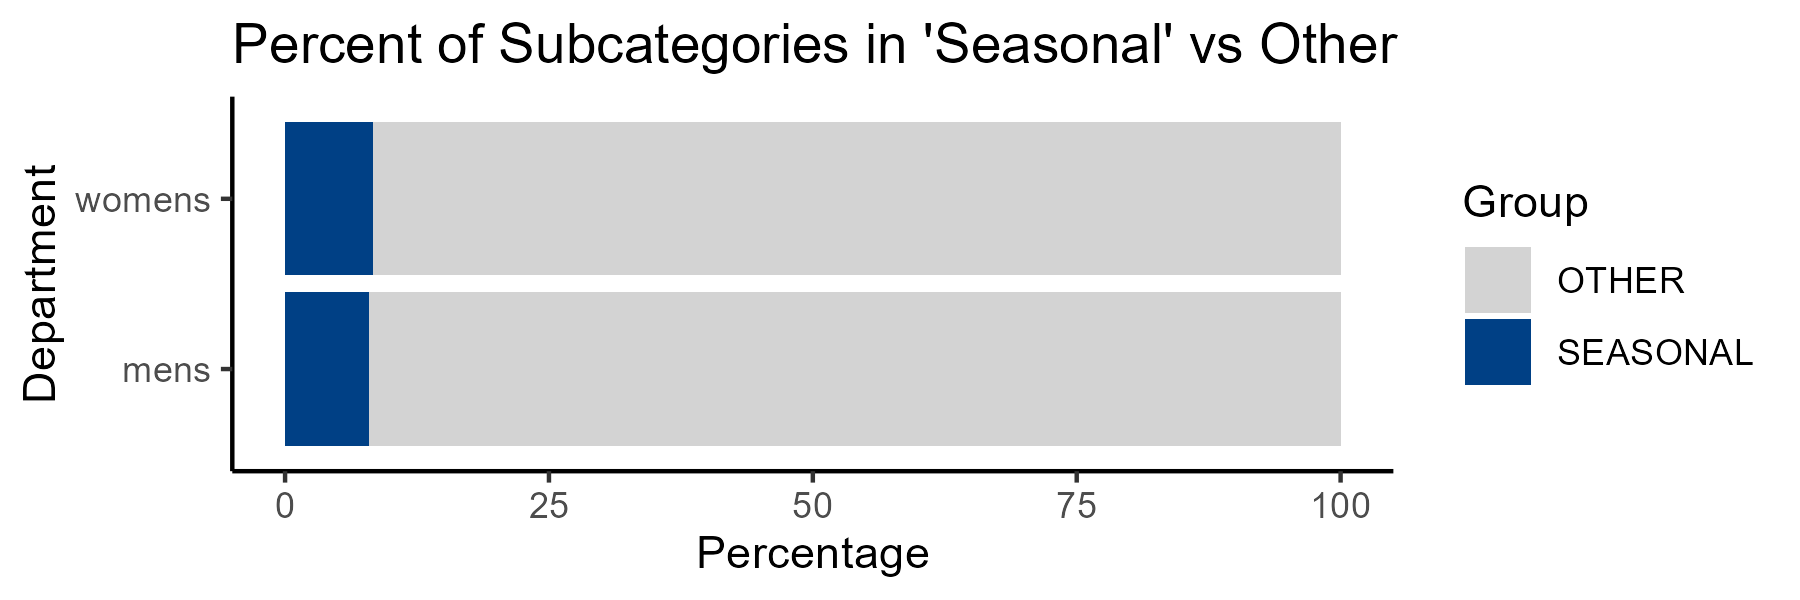 Percent of Subcategories in 'Seasonal' vs Other
Department
womens
mens
0 25 50 75 100
Percentage
Group
OTHER
SEASONAL